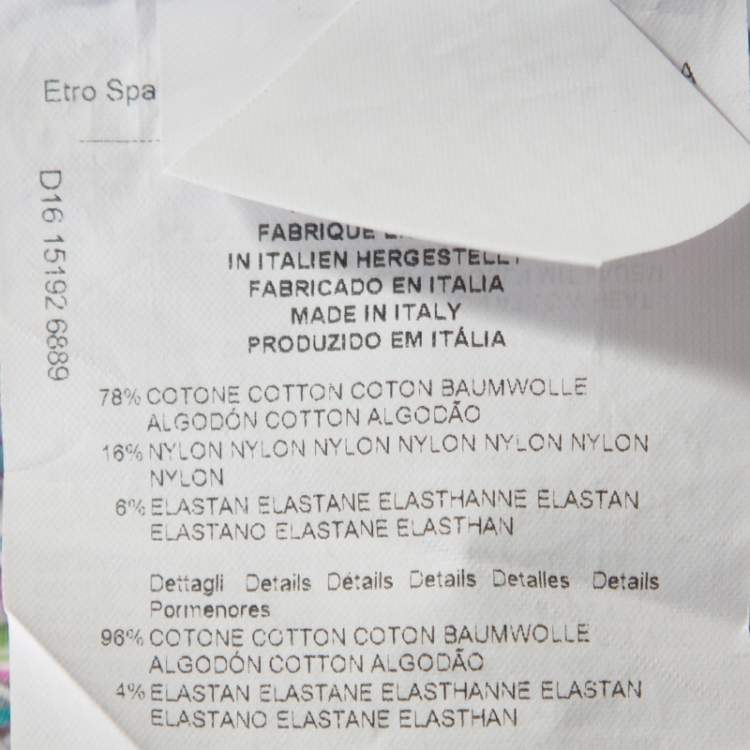 Etro Spa
D16 15192 6889
FABRIQUE
IN ITALIEN HERGESTELLT
FABRICADO EN ITALIA
MADE IN ITALY
PRODUZIDO EM ITÁLIA
78% COTONE COTTON COTON BAUMWOLLE
ALGODÓN COTTON ALGODÃO
16% NYLON NYLON NYLON NYLON NYLON NYLON
NYLON
6% ELASTAN ELASTANE ELASTHANNE ELASTAN
ELASTANO ELASTANE ELASTHAN
Dettagli Details Détails Details Detalles Details
Pormenores
96% COTONE COTTON COTON BAUMWOLLE
ALGODÓN COTTON ALGODÃO
4% ELASTAN ELASTANE ELASTHANNE ELASTAN
ELASTANO ELASTANE ELASTHAN